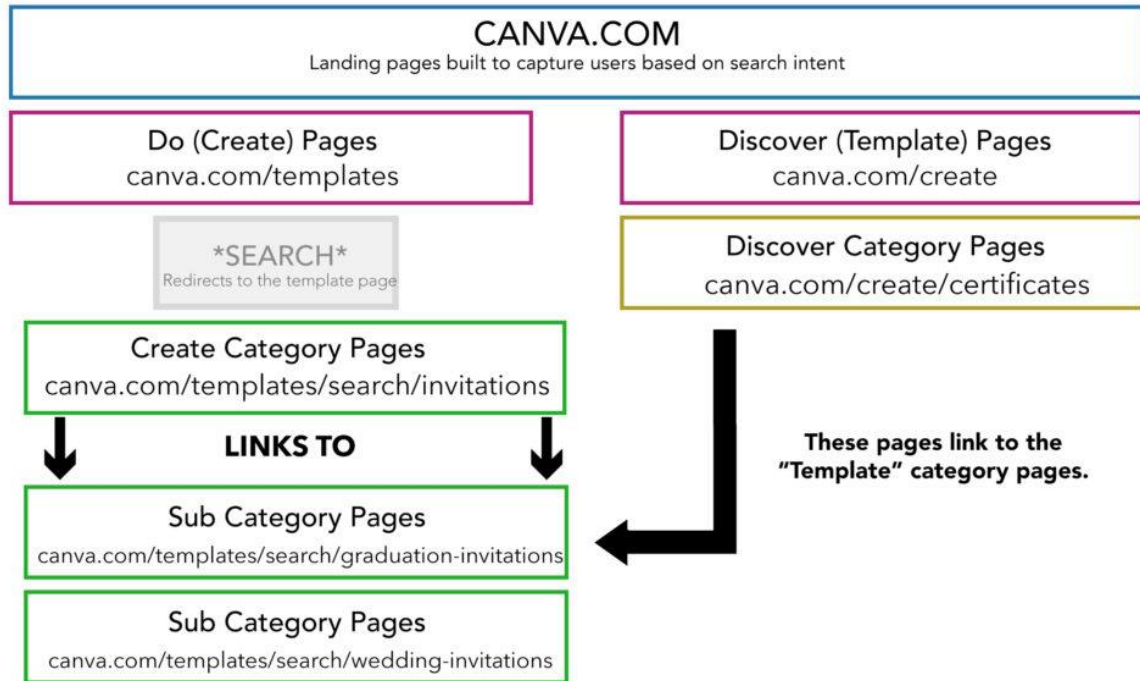 CANVA.COM
Landing pages built to capture users based on search intent
Do (Create) Pages
canva.com/templates
Discover (Template) Pages
canva.com/create
*SEARCH*
Redirects to the template page
Discover Category Pages
canva.com/create/certificates
Create Category Pages
canva.com/templates/search/invitations
LINKS TO
These pages link to the
"Template" category pages.
Sub Category Pages
canva.com/templates/search/graduation-invitations
Sub Category Pages
canva.com/templates/search/wedding-invitations